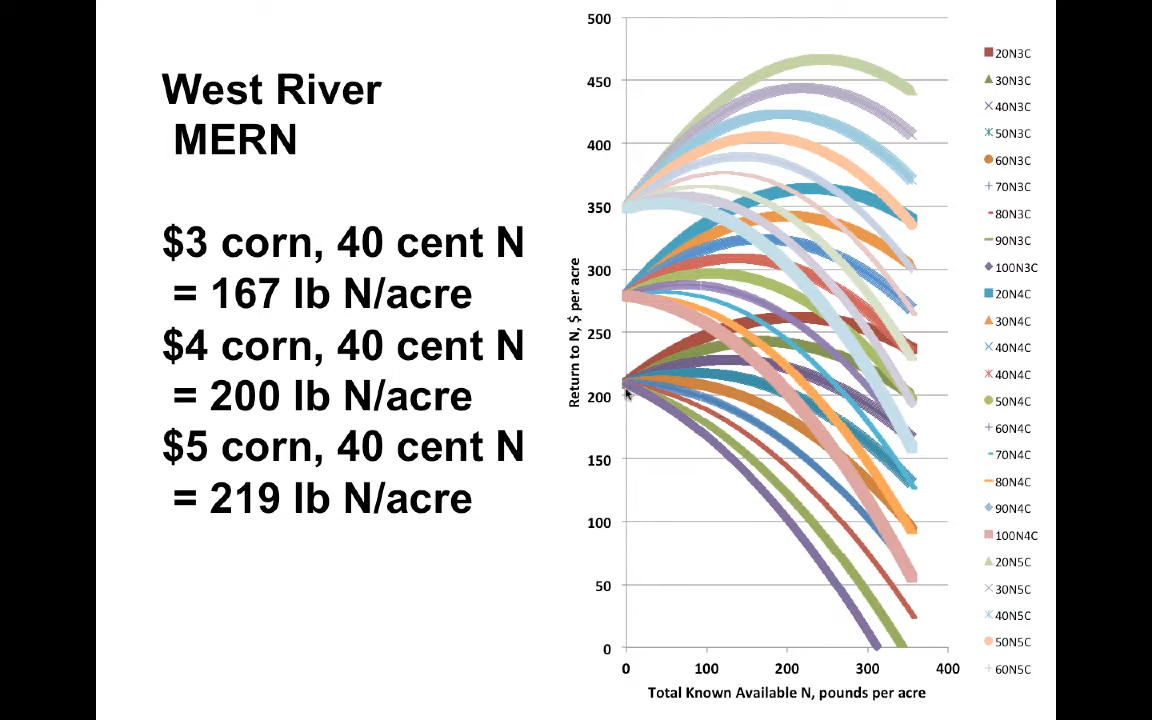 West River
MERN
$3 corn, 40 cent N
= 167 lb N/acre
$4 corn, 40 cent N
= 200 lb N/acre
$5 corn, 40 cent N
= 219 lb N/acre
Return to N, $ per acre
500
450
400
350
300
250
200
150
100
50
0
0 100 200 300 400
Total Known Available N, pounds per acre
20N3C
30N3C
40N3C
50N3C
60N3C
70N3C
80N3C
90N3C
100N3C
20N4C
30N4C
40N4C
40N4C
50N4C
60N4C
70N4C
80N4C
90N4C
100N4C
20N5C
30N5C
40N5C
50N5C
60N5C